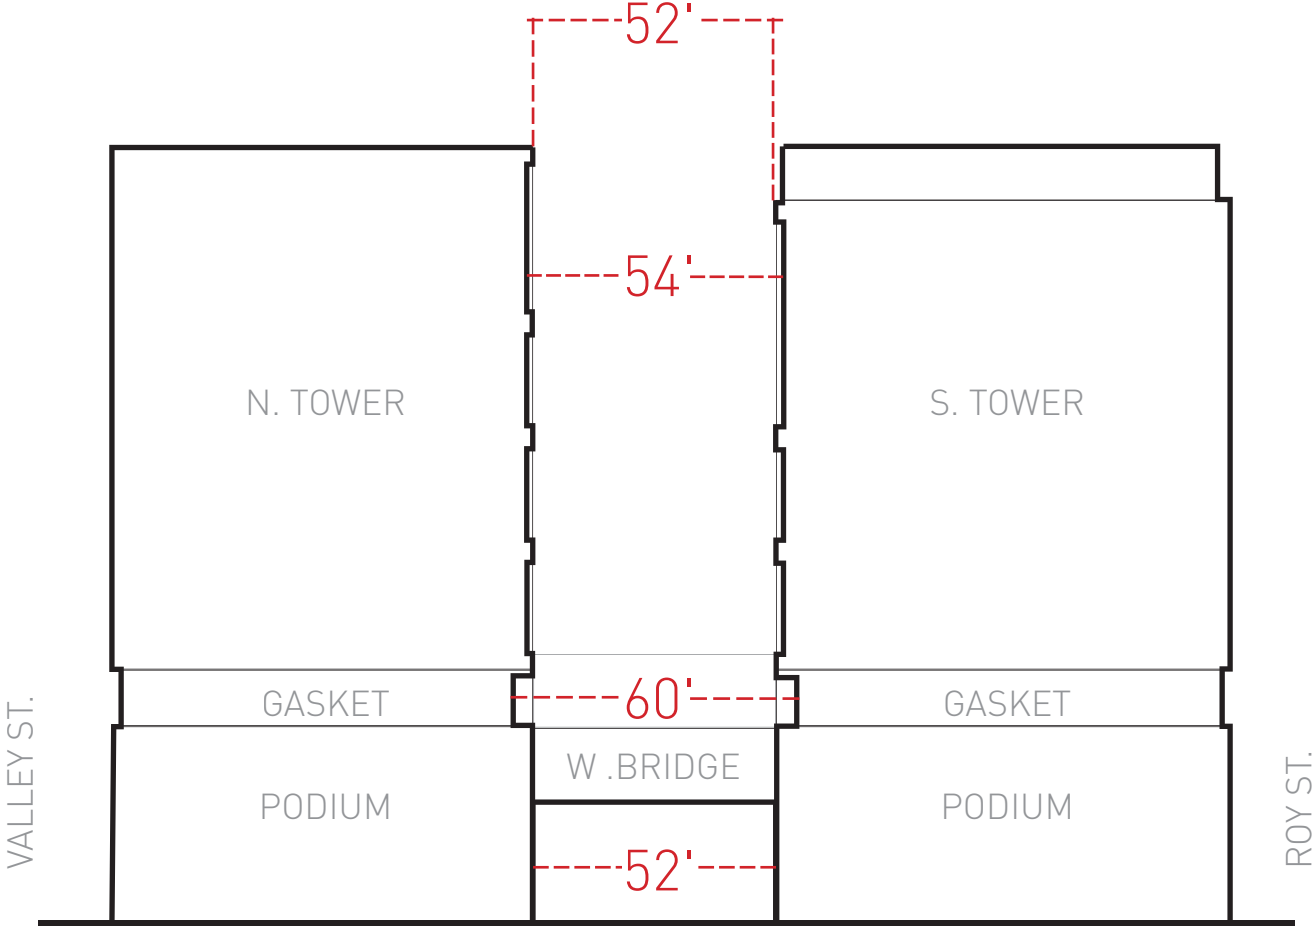 52'
54'
N. TOWER
S. TOWER
60'
GASKET
GASKET
W .BRIDGE
PODIUM
PODIUM
52'
VALLEY ST.
ROY ST.